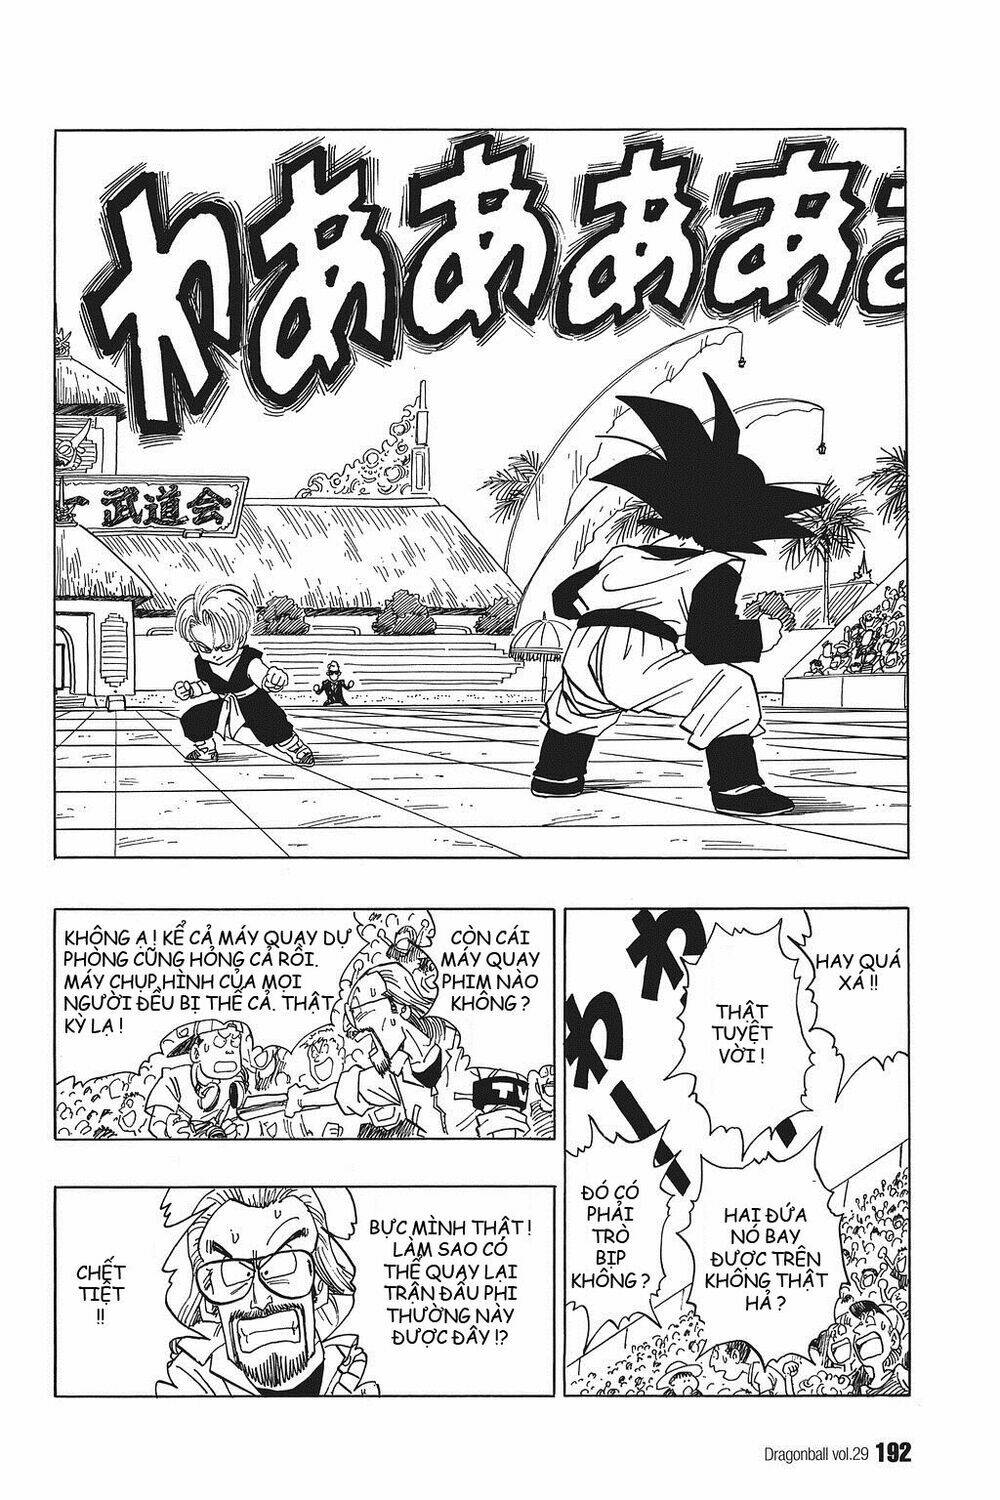 わあああああ
武道会
HAY QUÁ
XÁ !!
THẬT
TUYỆT
VỜI !
わ
わ
ー
HAI ĐỨA
NÓ BAY
ĐƯỢC TRÊN
KHÔNG THẬT
HẢ ?
ĐÓ CÓ
PHẢI
TRÒ
BỊP
KHÔNG ?
CÒN CÁI
MÁY QUAY
PHIM NÀO
KHÔNG ?
KHÔNG Ạ ! KỂ CẢ MÁY QUAY DỰ
PHÒNG CŨNG HỎNG CẢ RỒI.
MÁY CHỤP HÌNH CỦA MỌI
NGƯỜI ĐỀU BỊ THẾ CẢ. THẬT
KỲ LẠ !
TV
BỰC MÌNH THẬT !
LÀM SAO CÓ
THỂ QUAY LẠI
TRẬN ĐẤU PHI
THƯỜNG NÀY
ĐƯỢC ĐÂY !?
CHẾT
TIỆT
!!
Dragonball vol.29 192